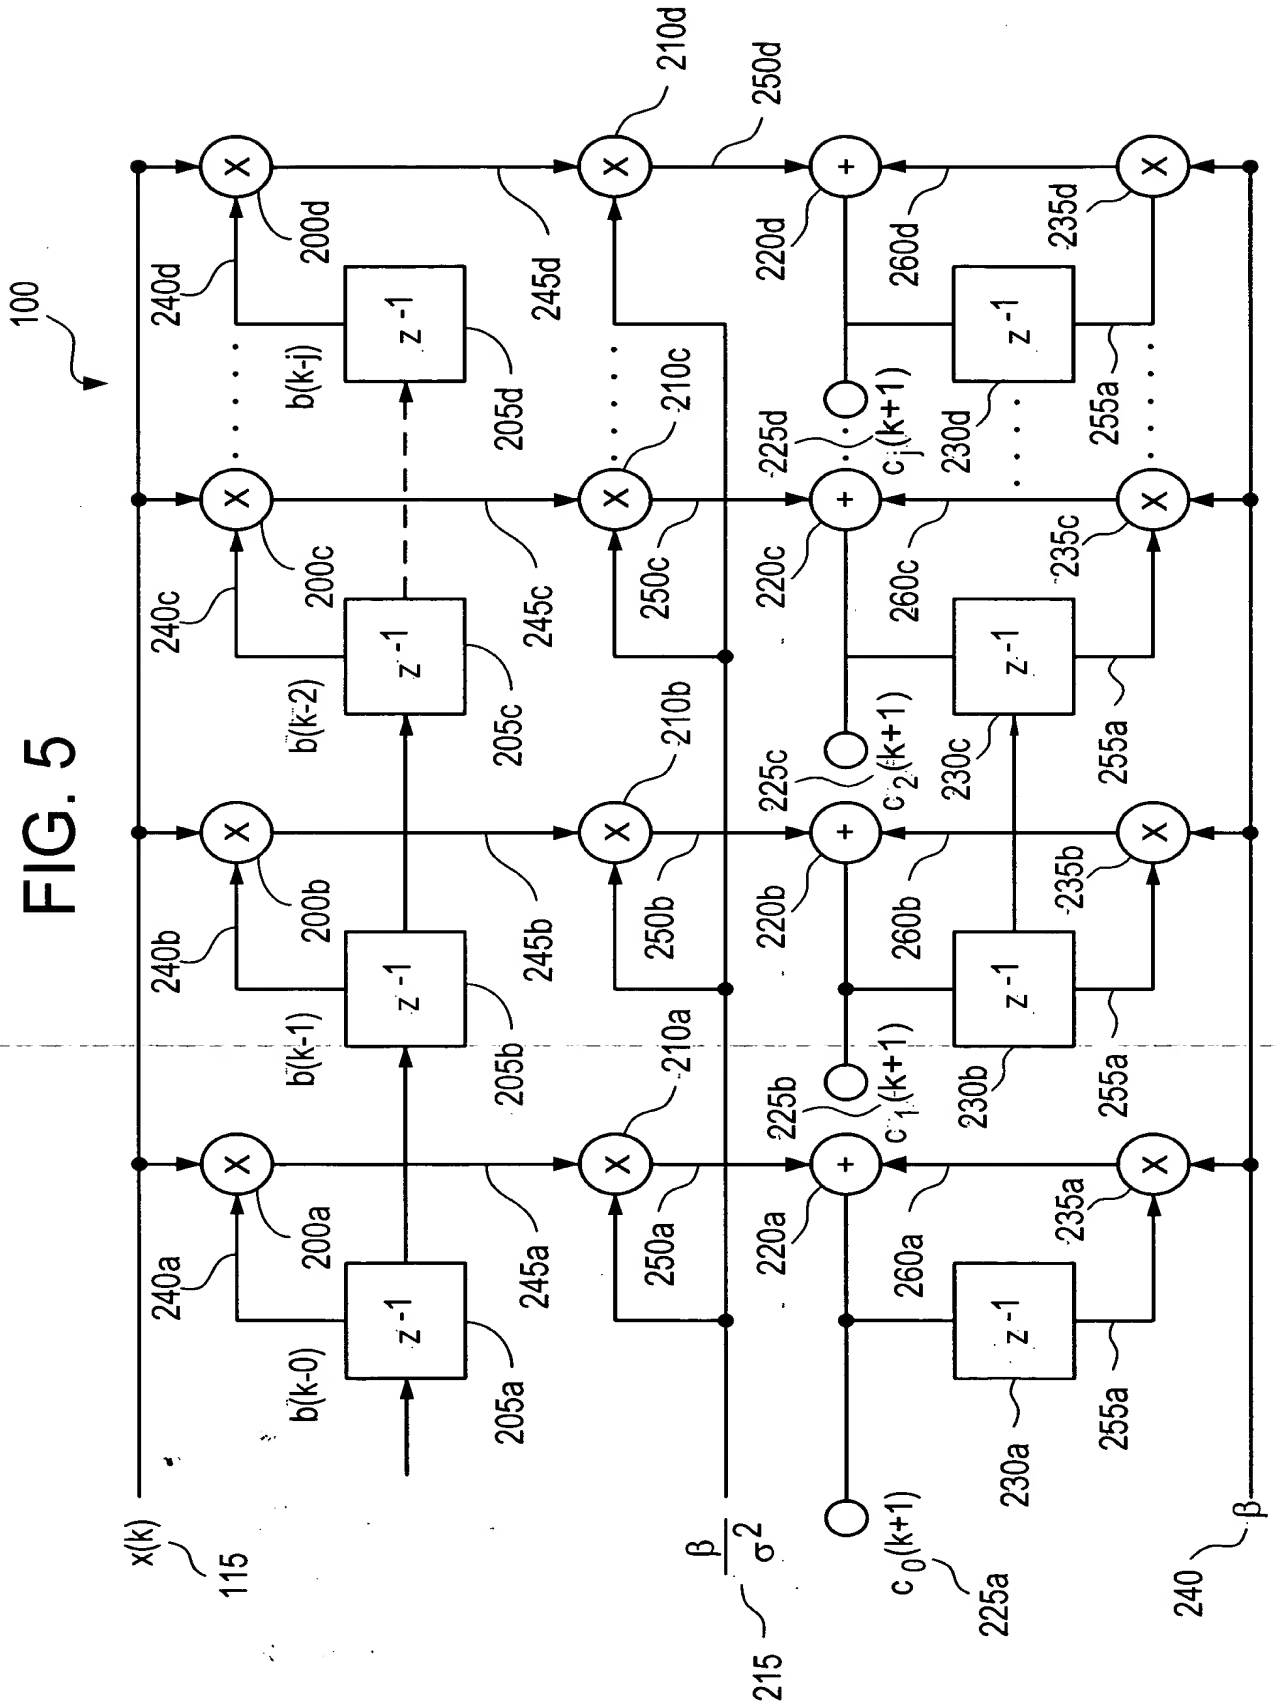 FIG. 5
100
x(k)
115
240a
240b
240c
240d
X
X
X
X
200a
200b
200c
200d
b(k-0)
b(k-1)
b(k-2)
b(k-j)
z⁻¹
z⁻¹
z⁻¹
z⁻¹
205a
205b
205c
205d
245a
245b
245c
245d
X
X
X
X
210a
210b
210c
210d
250a
250b
250c
250d
β/σ²
215
+
+
+
+
220a
220b
220c
220d
c₀(k+1)
c₁(k+1)
c₂(k+1)
cⱼ(k+1)
225a
225b
225c
225d
260a
260b
260c
260d
z⁻¹
z⁻¹
z⁻¹
z⁻¹
230a
230b
230c
230d
255a
255a
255a
255a
X
X
X
X
235a
235b
235c
235d
240
β